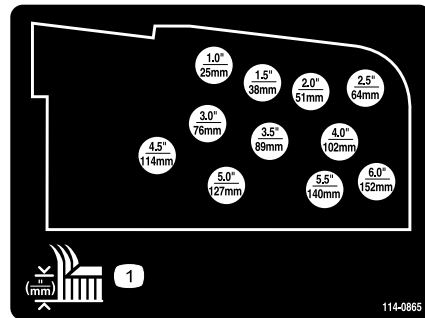 1.0"
25mm
1.5"
38mm
2.0"
51mm
2.5"
64mm
3.0"
76mm
3.5"
89mm
4.0"
102mm
4.5"
114mm
5.0"
127mm
5.5"
140mm
6.0"
152mm
"
(mm)
1
114-0865